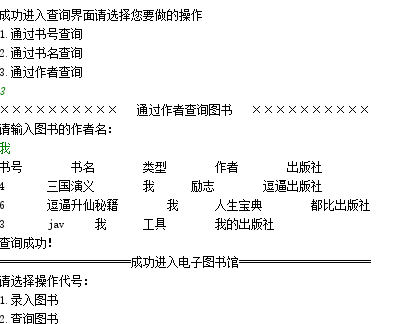 成功进入查询界面请选择您要做的操作
1.通过书号查询
2.通过书名查询
3.通过作者查询
3
×××××××××× 通过作者查询图书 ××××××××××
请输入图书的作者名：
我
书号 书名 类型 作者 出版社
4 三国演义 我 励志 逗逼出版社
6 逗逼升仙秘籍 我 人生宝典 都比出版社
3 jav 我 工具 我的出版社
查询成功！
═══════════成功进入电子图书馆═══════════
请选择操作代号：
1.录入图书
2.查询图书